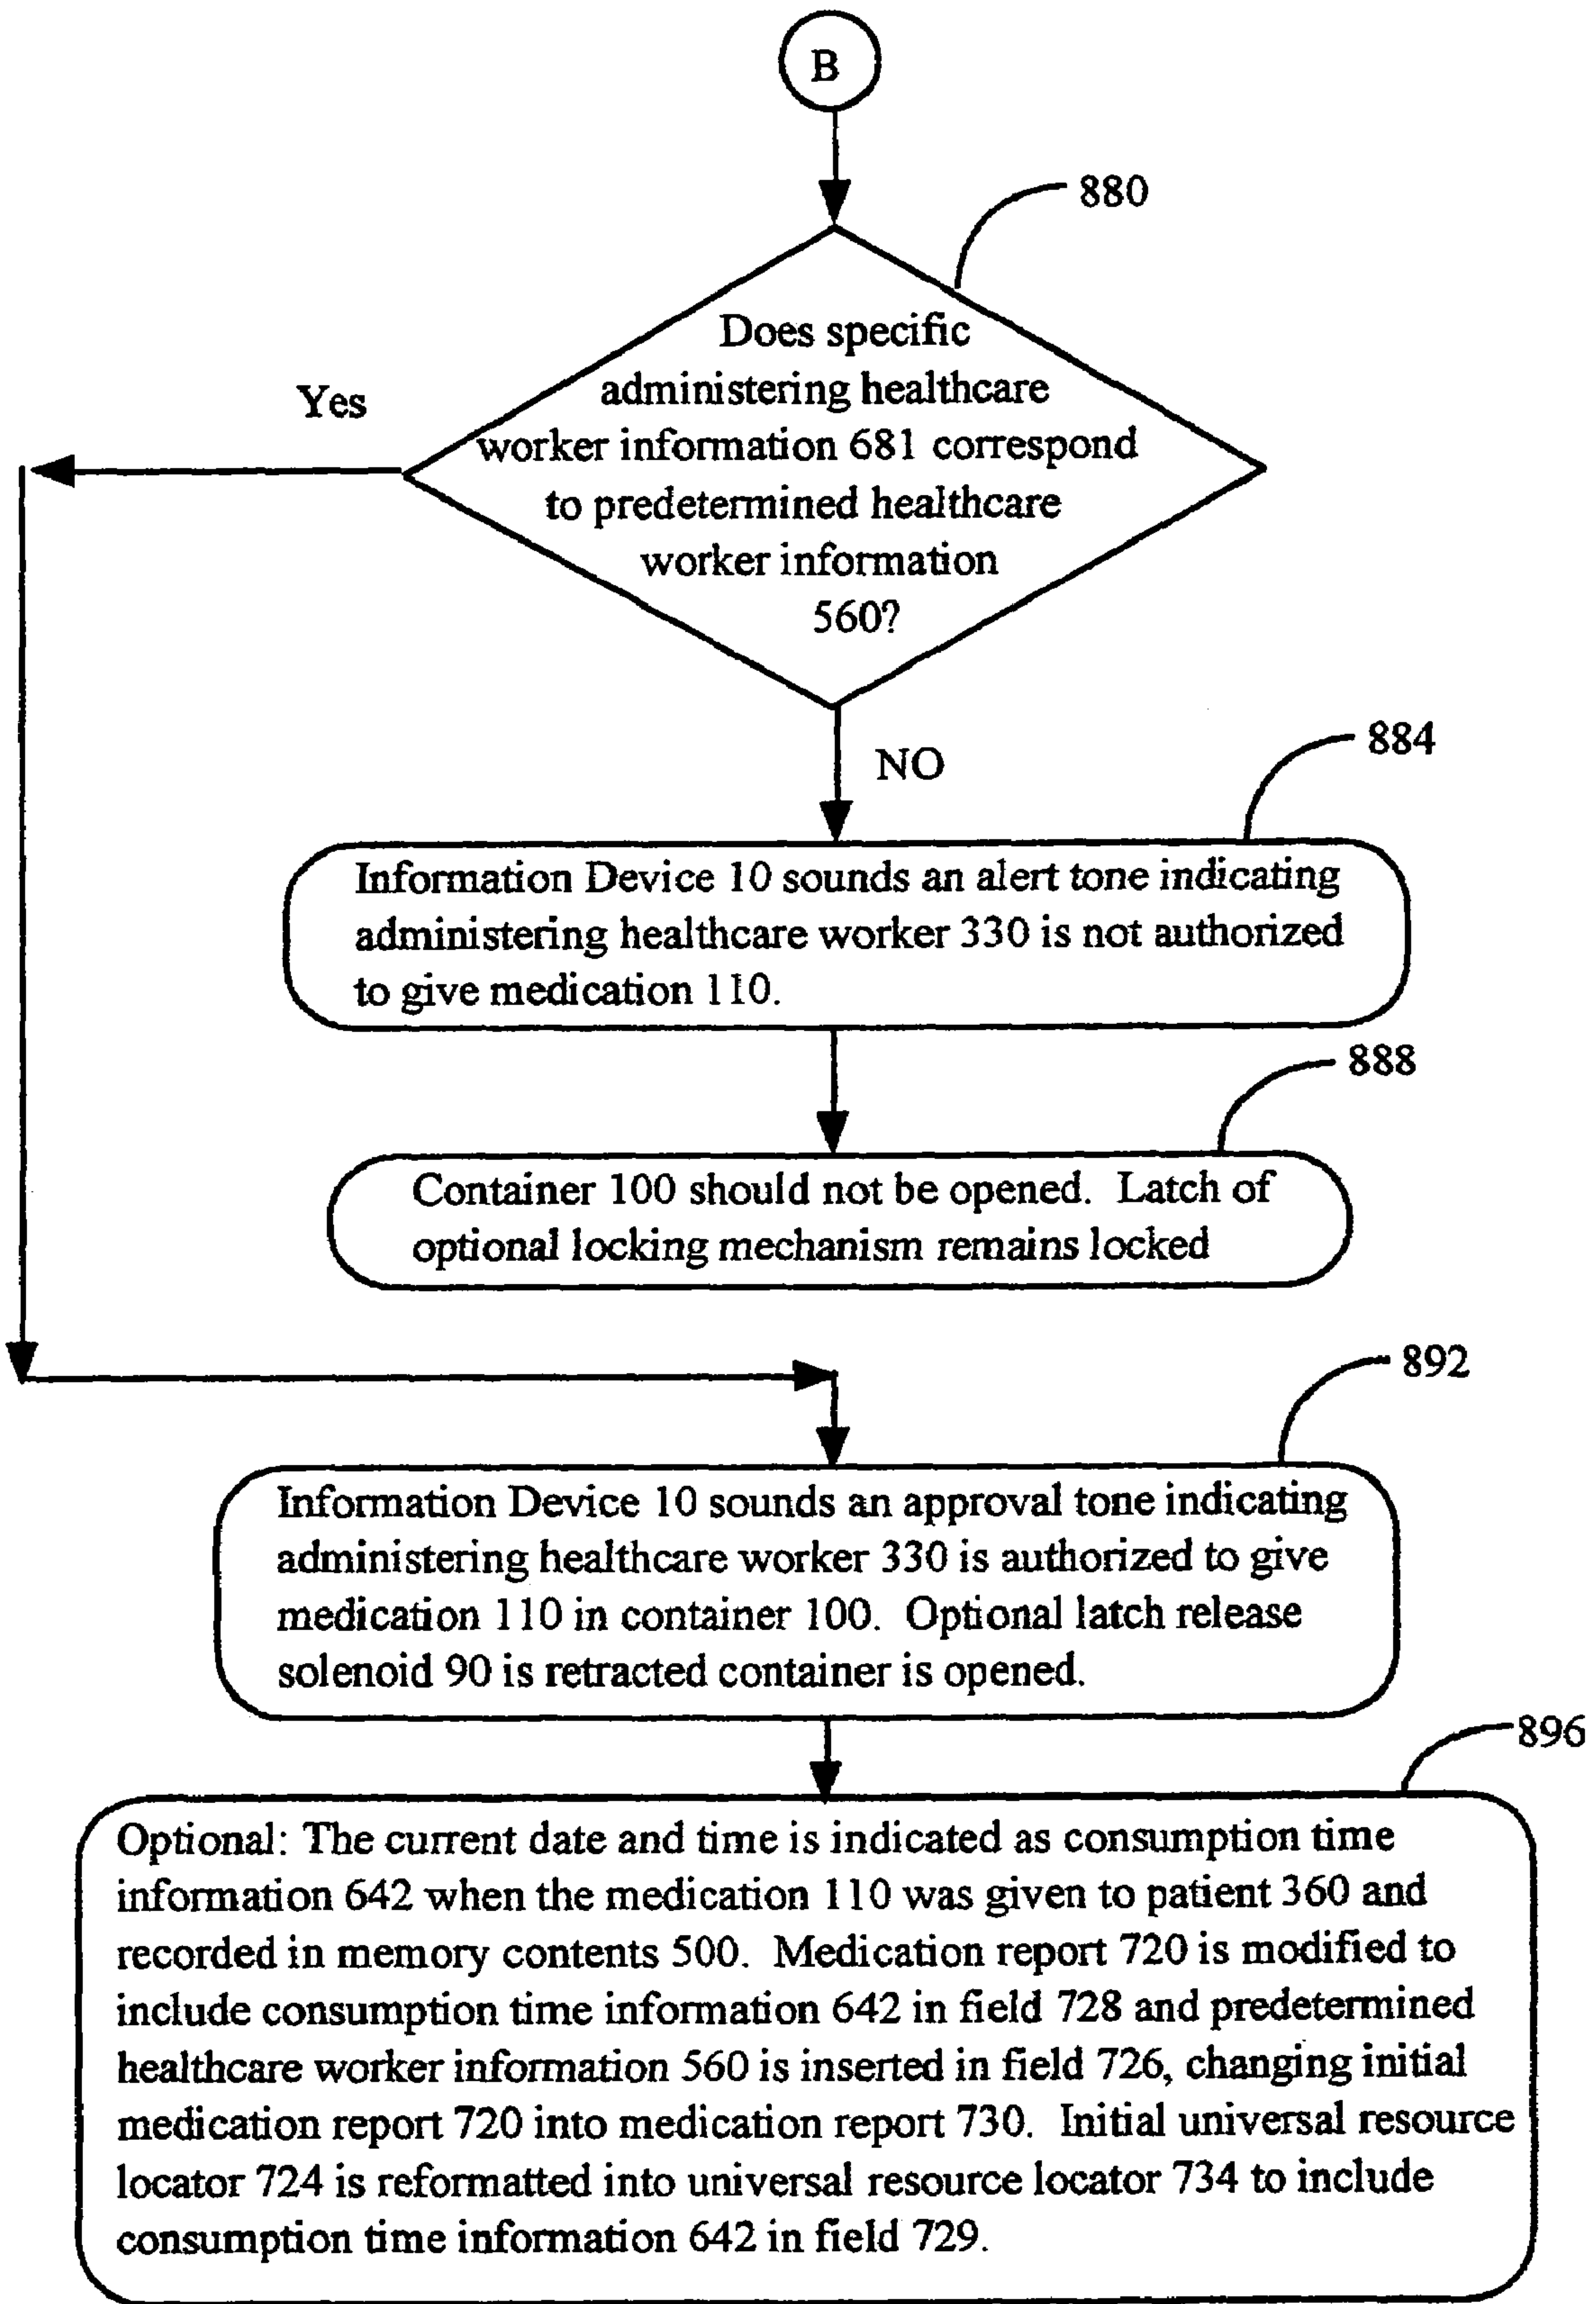 B
880
Does specific
administering healthcare
Yes
worker information 681 correspond
to predetermined healthcare
worker information
560?
884
NO
Information Device 10 sounds an alert tone indicating
administering healthcare worker 330 is not authorized
to give medication 110.
888
Container 100 should not be opened. Latch of
optional locking mechanism remains locked
892
Information Device 10 sounds an approval tone indicating
administering healthcare worker 330 is authorized to give
medication 110 in container 100. Optional latch release
solenoid 90 is retracted container is opened.
896
Optional: The current date and time is indicated as consumption time
information 642 when the medication 110 was given to patient 360 and
recorded in memory contents 500. Medication report 720 is modified to
include consumption time information 642 in field 728 and predetermined
healthcare worker information 560 is inserted in field 726, changing initial
medication report 720 into medication report 730. Initial universal resource
locator 724 is reformatted into universal resource locator 734 to include
consumption time information 642 in field 729.